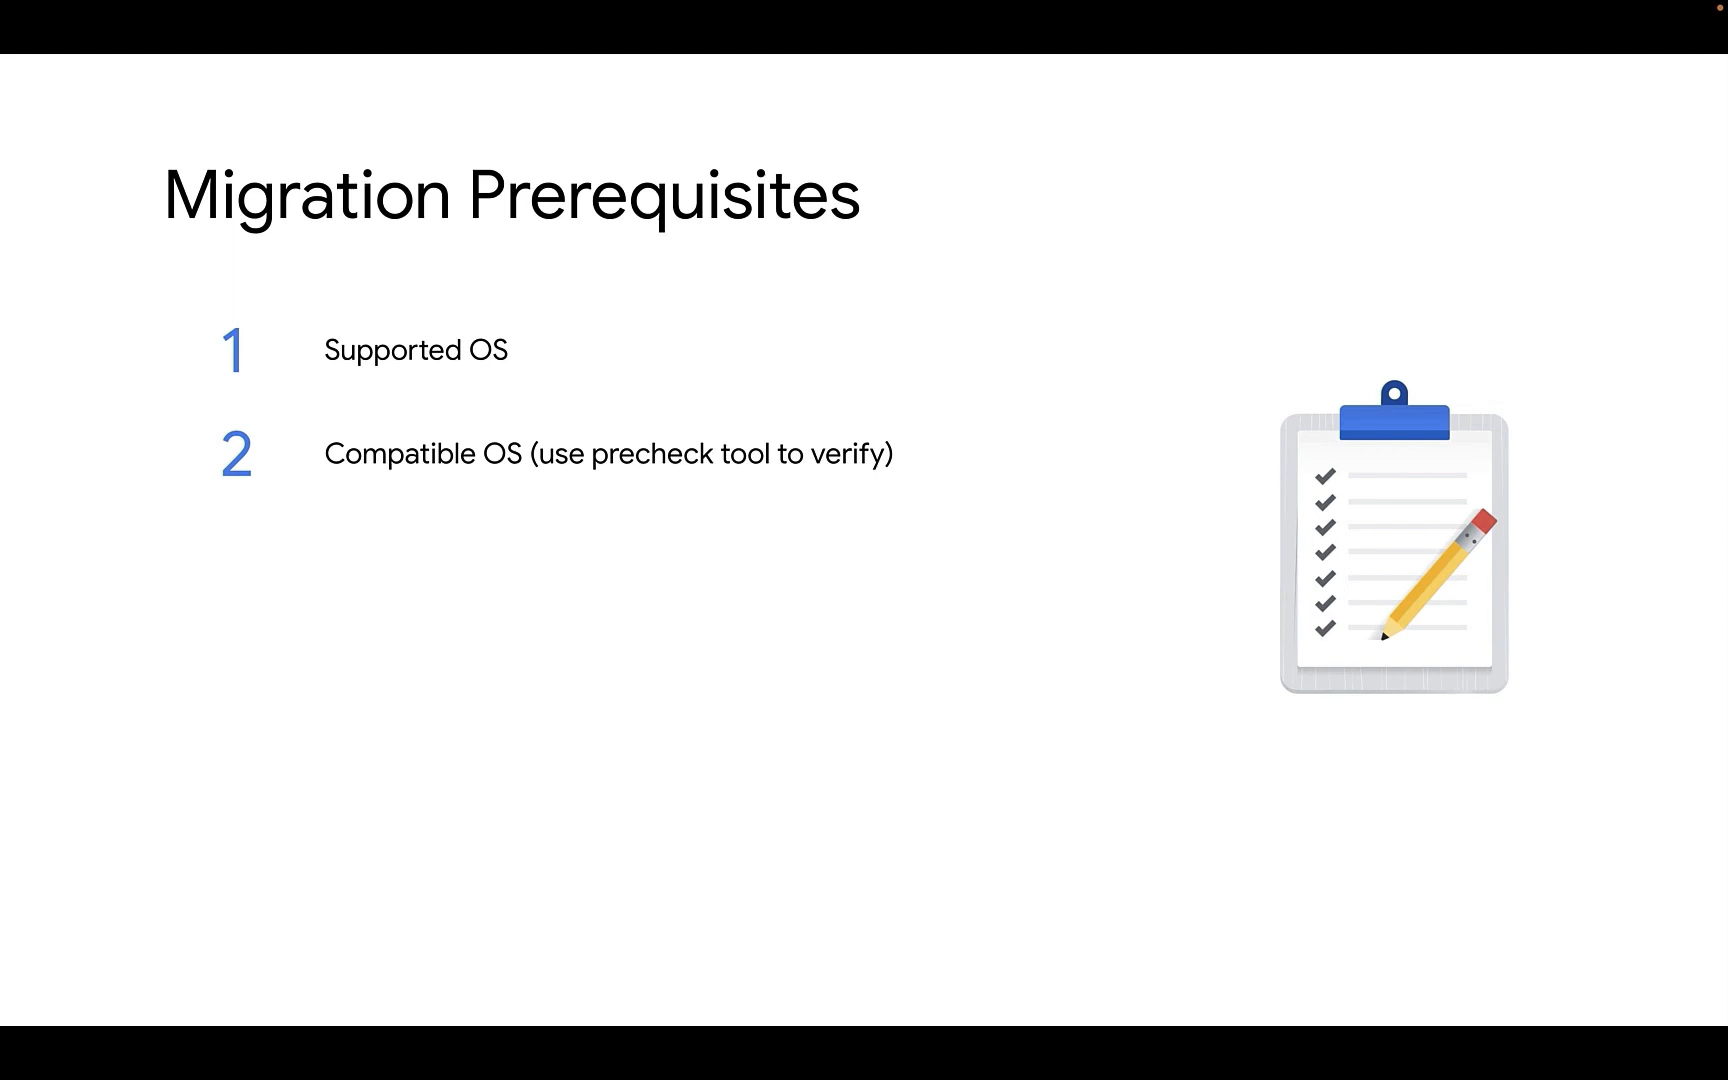 Migration Prerequisites
1 Supported OS
2 Compatible OS (use precheck tool to verify)